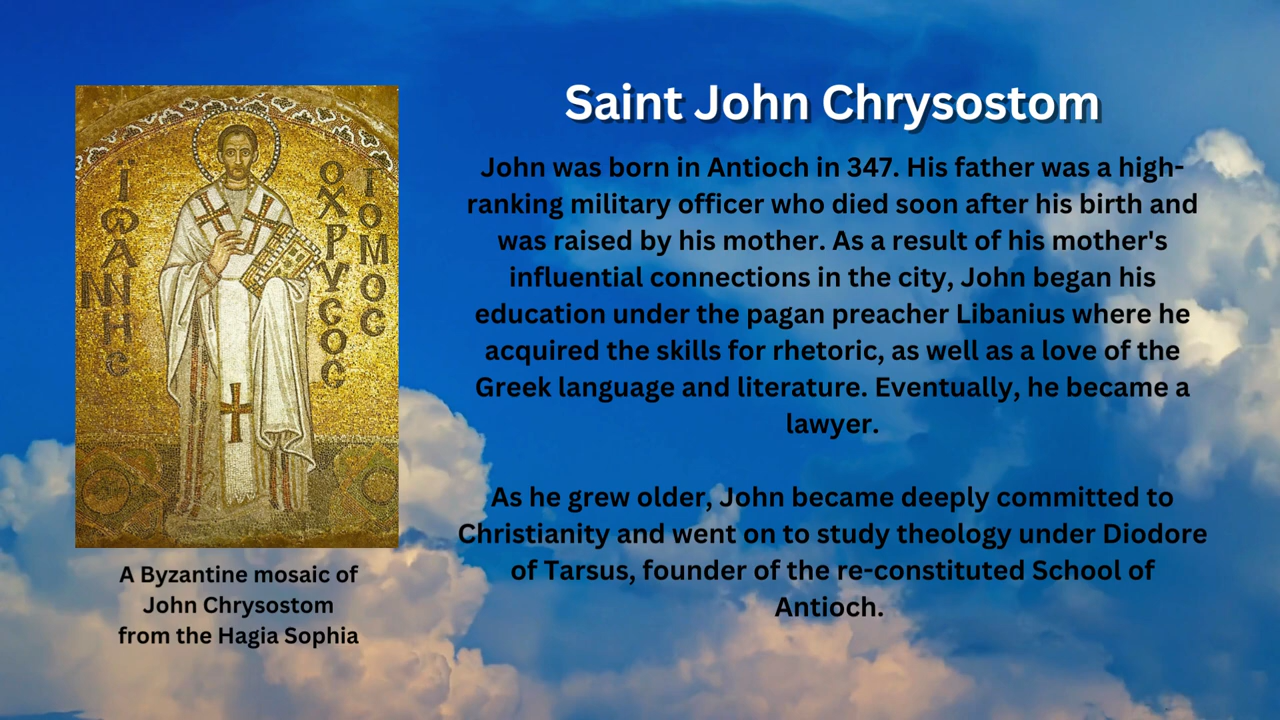 Saint John Chrysostom
John was born in Antioch in 347. His father was a high-
ranking military officer who died soon after his birth and
was raised by his mother. As a result of his mother's
influential connections in the city, John began his
education under the pagan preacher Libanius where he
acquired the skills for rhetoric, as well as a love of the
Greek language and literature. Eventually, he became a
lawyer.
As he grew older, John became deeply committed to
Christianity and went on to study theology under Diodore
of Tarsus, founder of the re-constituted School of
Antioch.
Ϊ
Ѡ
Α
Ν
Ν
Η
С
Ο
Χ
Ρ
Υ
С
Ο
С
Τ
Ο
Μ
Ο
С
A Byzantine mosaic of
John Chrysostom
from the Hagia Sophia